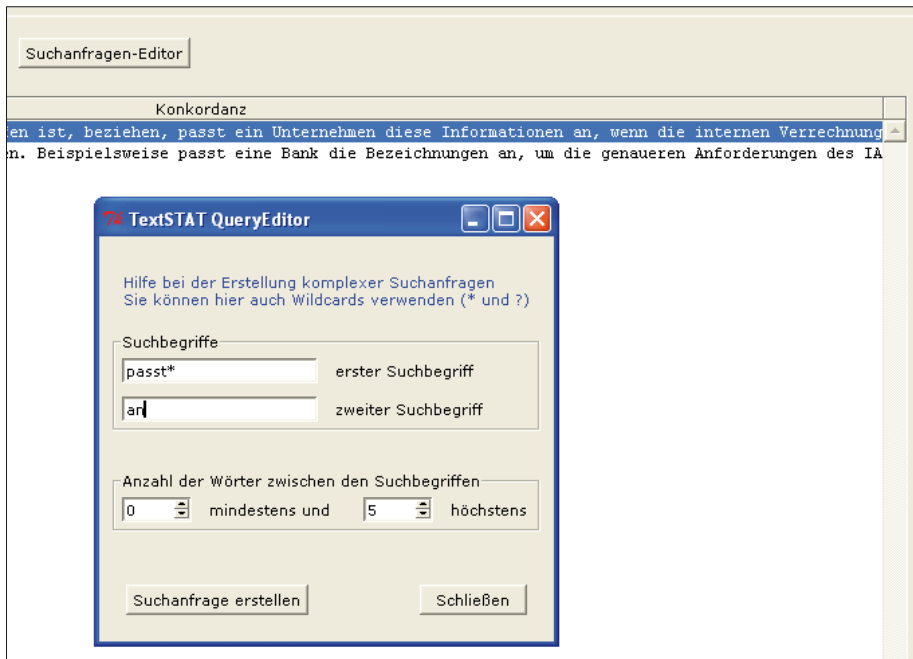 Suchanfragen-Editor
Konkordanz
en ist, beziehen, passt ein Unternehmen diese Informationen an, wenn die internen Verrechnung
n. Beispielsweise passt eine Bank die Bezeichnungen an, um die genaueren Anforderungen des IA
TextSTAT QueryEditor
Hilfe bei der Erstellung komplexer Suchanfragen
Sie können hier auch Wildcards verwenden (* und ?)
Suchbegriffe
passt* erster Suchbegriff
an zweiter Suchbegriff
Anzahl der Wörter zwischen den Suchbegriffen
0 mindestens und 5 höchstens
Suchanfrage erstellen Schließen